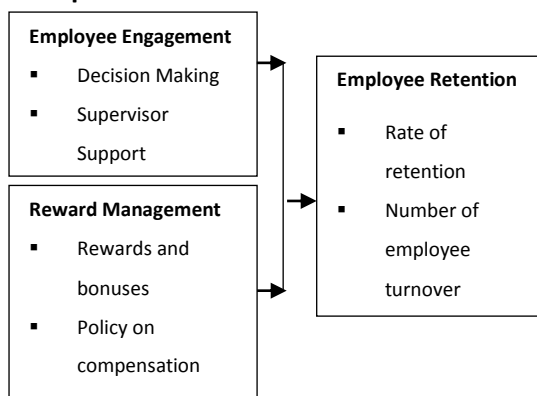 Employee Engagement
▪ Decision Making
▪ Supervisor
Support
Reward Management
▪ Rewards and
bonuses
▪ Policy on
compensation
Employee Retention
▪ Rate of
retention
▪ Number of
employee
turnover